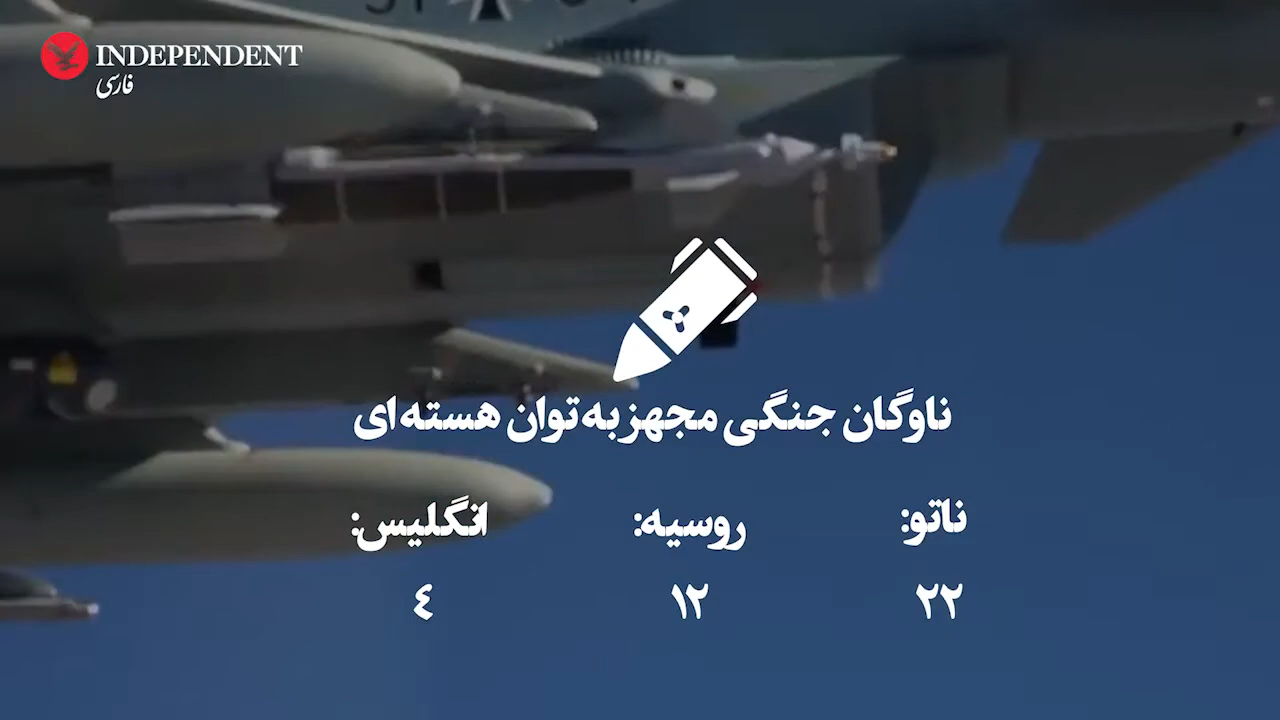 INDEPENDENT
فارسی
ناوگان جنگی مجهز به توان هسته ای
ناتو: روسیه: انگلیس:
۲۲ ۱۲ ٤